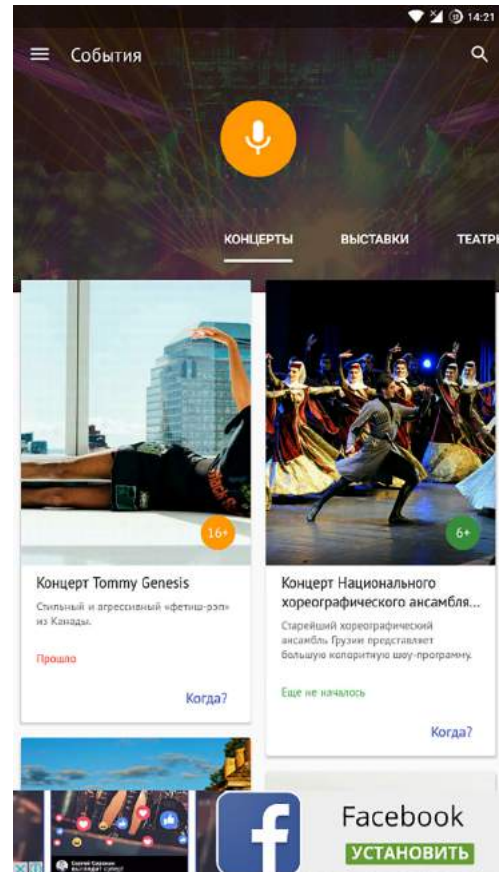 14:21
События
КОНЦЕРТЫ ВЫСТАВКИ ТЕАТРЫ
16+
6+
Концерт Tommy Genesis
Стильный и агрессивный «фетиш-рэп»
из Канады.
Прошло
Когда?
Концерт Национального
хореографического ансамбля...
Старейший хореографический
ансамбль Грузии представляет
большую колоритную шоу-программу.
Еще не началось
Когда?
Facebook
УСТАНОВИТЬ